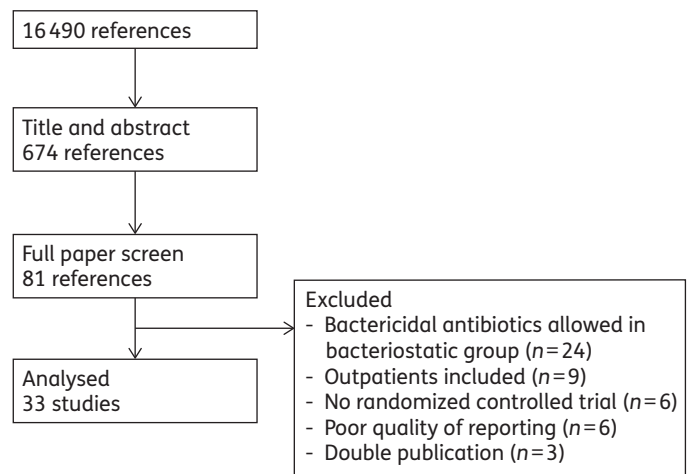 16 490 references
Title and abstract
674 references
Full paper screen
81 references
Excluded
- Bactericidal antibiotics allowed in
bacteriostatic group (n=24)
- Outpatients included (n=9)
- No randomized controlled trial (n=6)
- Poor quality of reporting (n=6)
- Double publication (n=3)
Analysed
33 studies